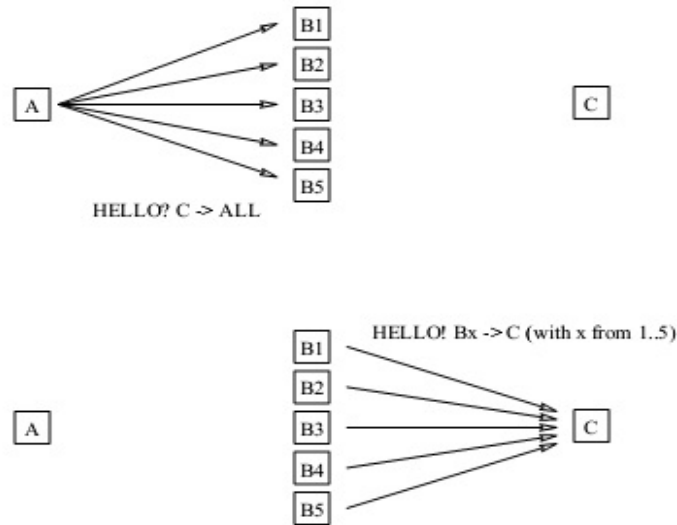 B1
B2
A
B3
C
B4
B5
HELLO? C -> ALL
HELLO! Bx -> C (with x from 1..5)
B1
B2
A
B3
C
B4
B5